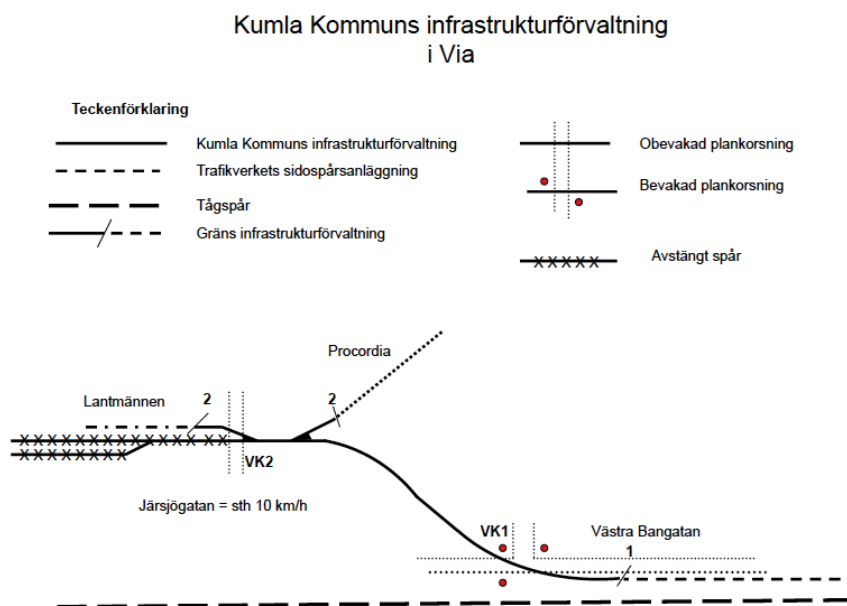 Kumla Kommuns infrastrukturförvaltning
i Via
Teckenförklaring
Kumla Kommuns infrastrukturförvaltning
Trafikverkets sidospårsanläggning
Tågspår
Gräns infrastrukturförvaltning
Obevakad plankorsning
Bevakad plankorsning
Avstängt spår
Procordia
Lantmännen
2
2
VK2
Järsjögatan = sth 10 km/h
VK1
Västra Bangatan
1